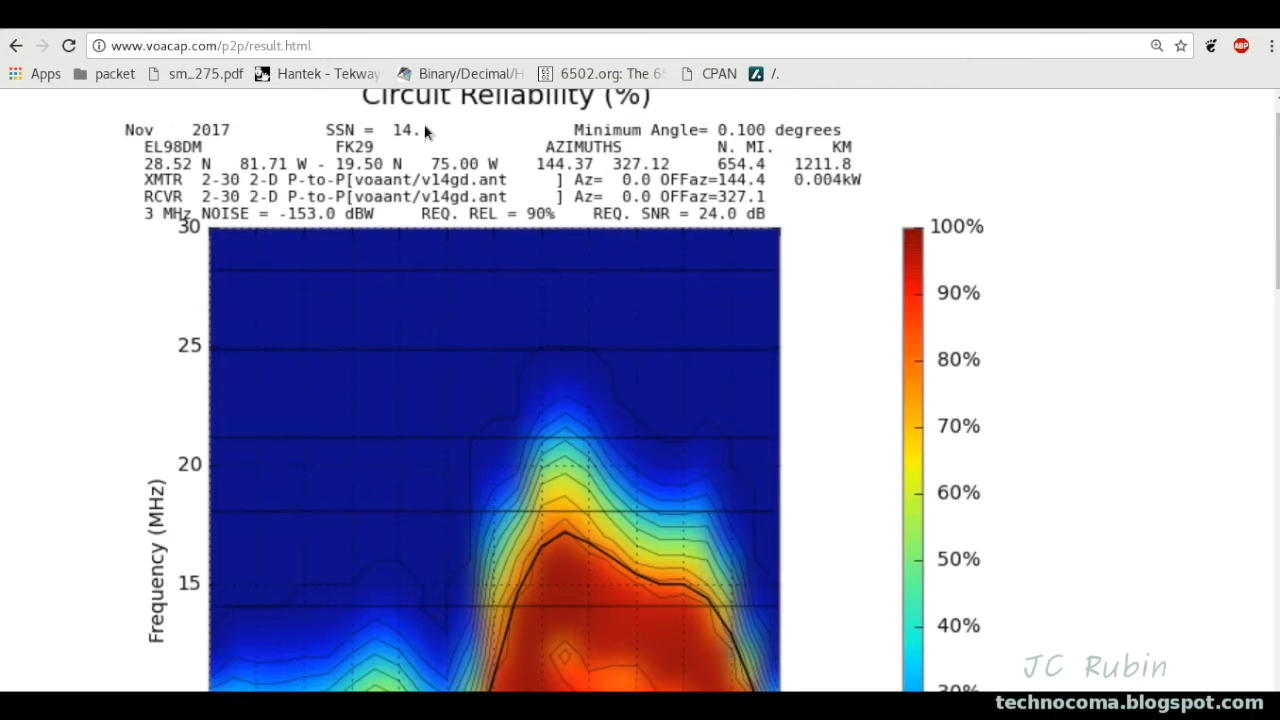 www.voacap.com/p2p/result.html
ABP
Apps packet sm_275.pdf Hantek - Tekway Binary/Decimal/H 6502.org: The 65 CPAN /.
Circuit Reliability (%)
Nov 2017 SSN = 14. Minimum Angle= 0.100 degrees
EL98DM FK29 AZIMUTHS N. MI. KM
28.52 N 81.71 W - 19.50 N 75.00 W 144.37 327.12 654.4 1211.8
XMTR 2-30 2-D P-to-P[voaant/v14gd.ant ] Az= 0.0 OFFaz=144.4 0.004kW
RCVR 2-30 2-D P-to-P[voaant/v14gd.ant ] Az= 0.0 OFFaz=327.1
3 MHz NOISE = -153.0 dBW REQ. REL = 90% REQ. SNR = 24.0 dB
30 100%
90%
25
80%
70%
20
60%
50%
15
Frequency (MHz)
40%
30%
JC Rubin
technocoma.blogspot.com